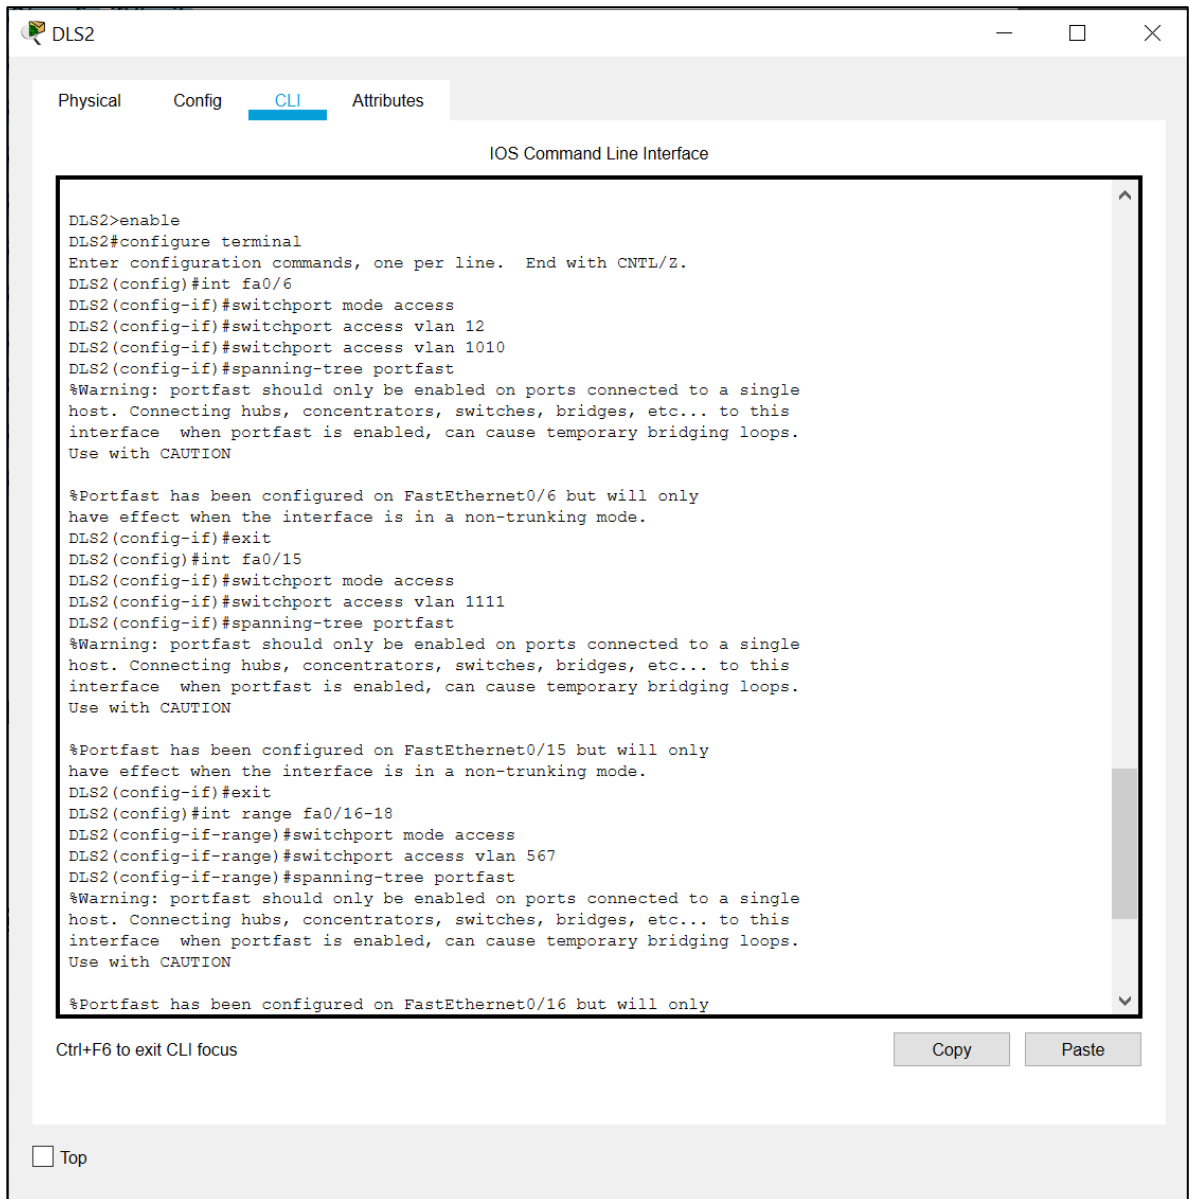 DLS2
Physical Config CLI Attributes
IOS Command Line Interface
DLS2>enable
DLS2#configure terminal
Enter configuration commands, one per line.  End with CNTL/Z.
DLS2(config)#int fa0/6
DLS2(config-if)#switchport mode access
DLS2(config-if)#switchport access vlan 12
DLS2(config-if)#switchport access vlan 1010
DLS2(config-if)#spanning-tree portfast
%Warning: portfast should only be enabled on ports connected to a single
host. Connecting hubs, concentrators, switches, bridges, etc... to this
interface  when portfast is enabled, can cause temporary bridging loops.
Use with CAUTION
%Portfast has been configured on FastEthernet0/6 but will only
have effect when the interface is in a non-trunking mode.
DLS2(config-if)#exit
DLS2(config)#int fa0/15
DLS2(config-if)#switchport mode access
DLS2(config-if)#switchport access vlan 1111
DLS2(config-if)#spanning-tree portfast
%Warning: portfast should only be enabled on ports connected to a single
host. Connecting hubs, concentrators, switches, bridges, etc... to this
interface  when portfast is enabled, can cause temporary bridging loops.
Use with CAUTION
%Portfast has been configured on FastEthernet0/15 but will only
have effect when the interface is in a non-trunking mode.
DLS2(config-if)#exit
DLS2(config)#int range fa0/16-18
DLS2(config-if-range)#switchport mode access
DLS2(config-if-range)#switchport access vlan 567
DLS2(config-if-range)#spanning-tree portfast
%Warning: portfast should only be enabled on ports connected to a single
host. Connecting hubs, concentrators, switches, bridges, etc... to this
interface  when portfast is enabled, can cause temporary bridging loops.
Use with CAUTION
%Portfast has been configured on FastEthernet0/16 but will only
Ctrl+F6 to exit CLI focus
Copy Paste
Top